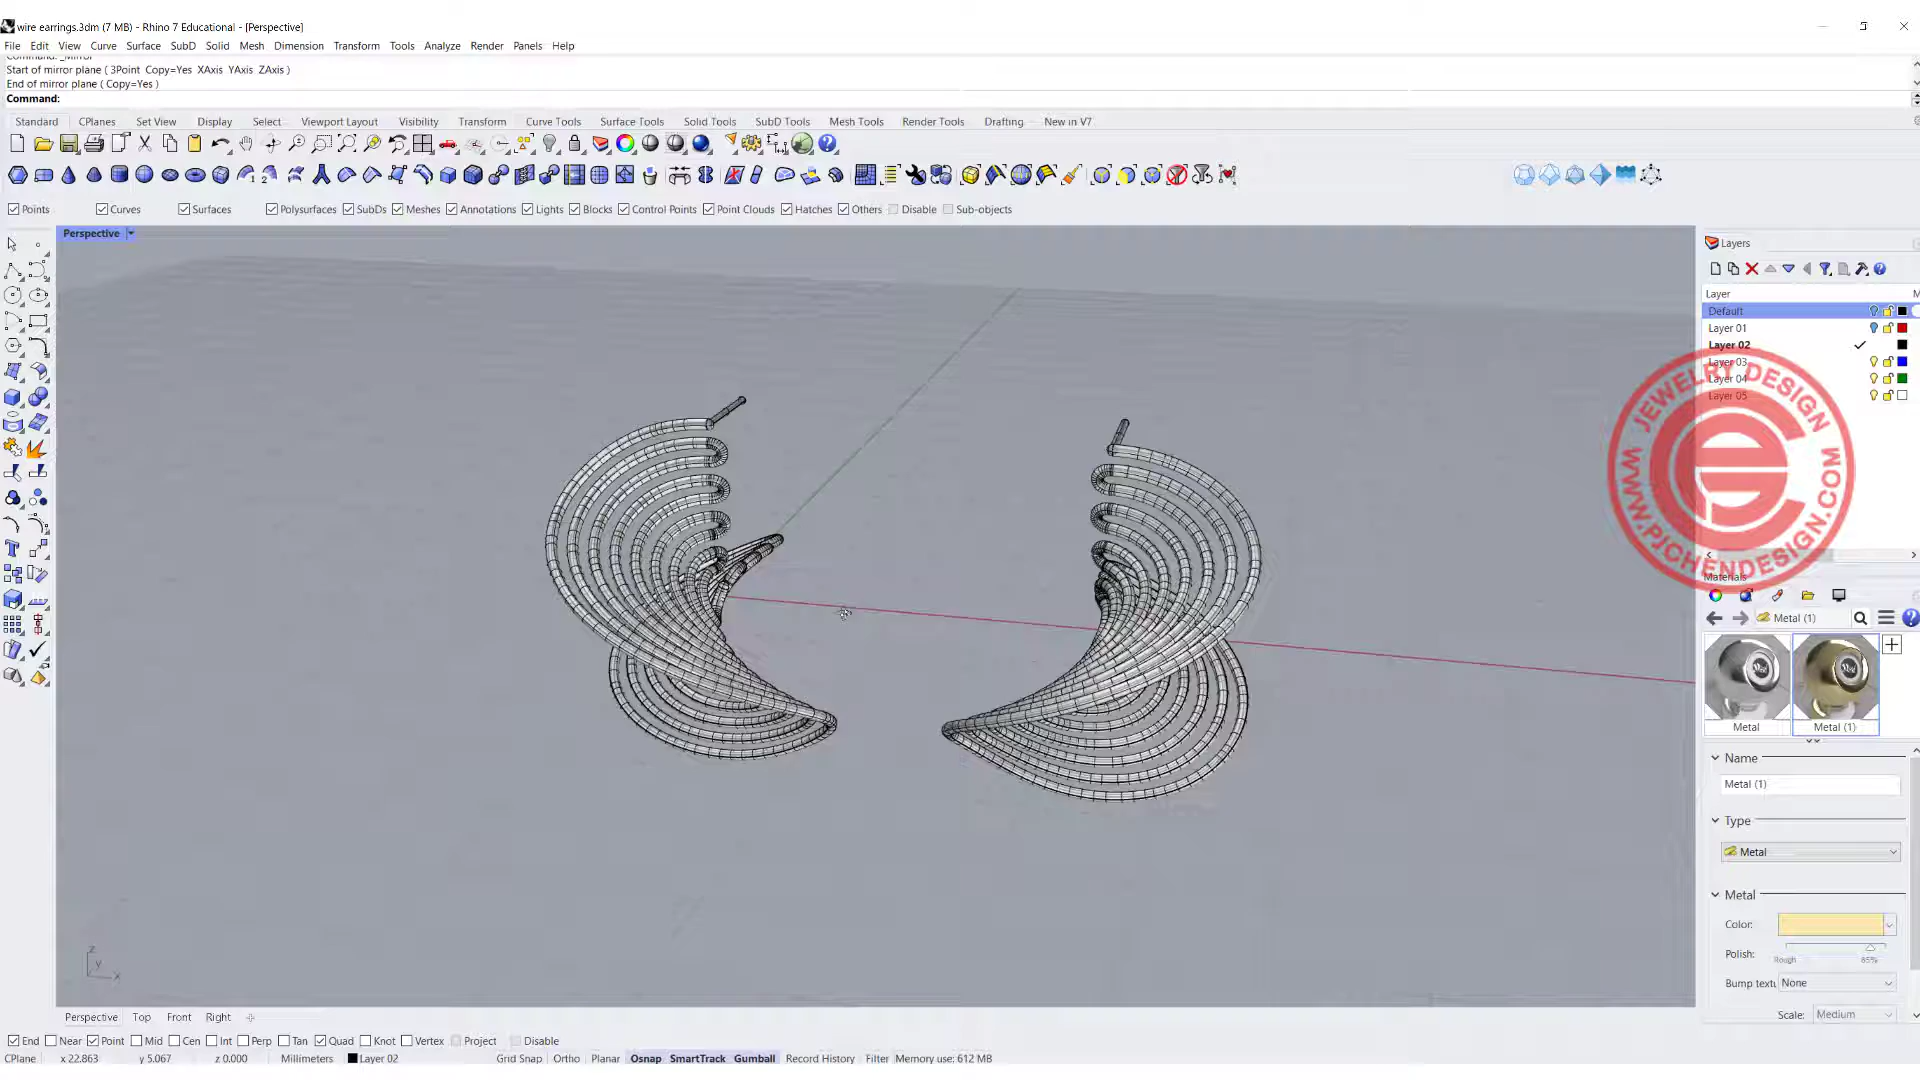 wire earrings.3dm (7 MB) - Rhino 7 Educational - [Perspective]
File Edit View Curve Surface SubD Solid Mesh Dimension Transform Tools Analyze Render Panels Help
Command: _Mirror
Start of mirror plane ( 3Point Copy=Yes XAxis YAxis ZAxis )
End of mirror plane ( Copy=Yes )
Command:
Standard CPlanes Set View Display Select Viewport Layout Visibility Transform Curve Tools Surface Tools Solid Tools SubD Tools Mesh Tools Render Tools Drafting New in V7
Points Curves Surfaces Polysurfaces SubDs Meshes Annotations Lights Blocks Control Points Point Clouds Hatches Others Disable Sub-objects
Perspective
Layers
Layer M
Default
Layer 01
Layer 02
Layer 03
Layer 04
Layer 05
JEWELRY DESIGN
WWW.PJCHENDESIGN.COM
Materials
Metal (1)
Metal Metal (1)
Name
Metal (1)
Type
Metal
Metal
Color:
Polish:
Rough 85%
Bump textu None
Scale: Medium
z
y
x
Perspective Top Front Right
End Near Point Mid Cen Int Perp Tan Quad Knot Vertex Project Disable
CPlane x 22.863 y 5.067 z 0.000 Millimeters Layer 02 Grid Snap Ortho Planar Osnap SmartTrack Gumball Record History Filter Memory use: 612 MB